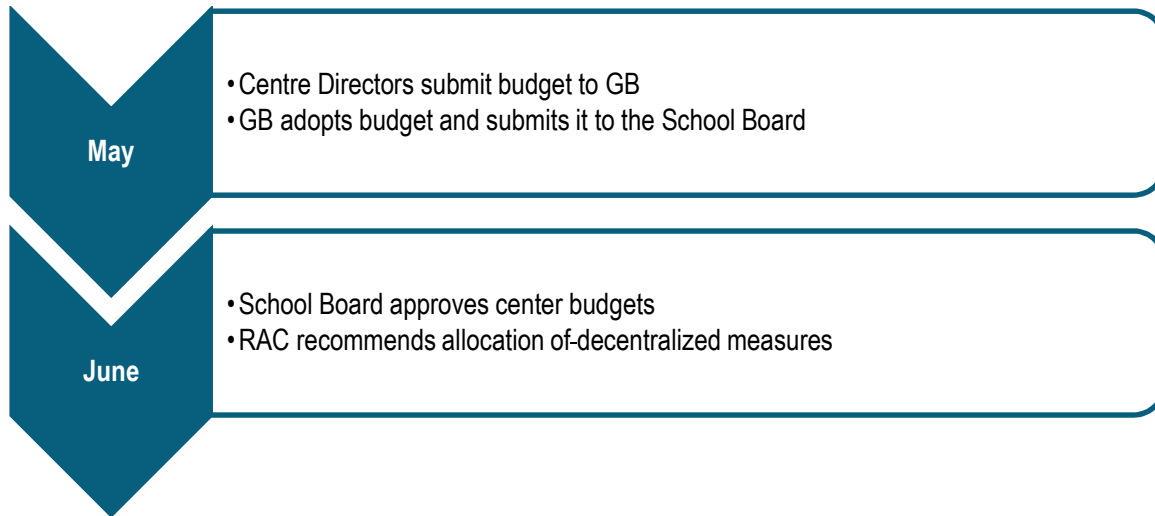 May
•Centre Directors submit budget to GB
•GB adopts budget and submits it to the School Board
June
•School Board approves center budgets
•RAC recommends allocation of-decentralized measures